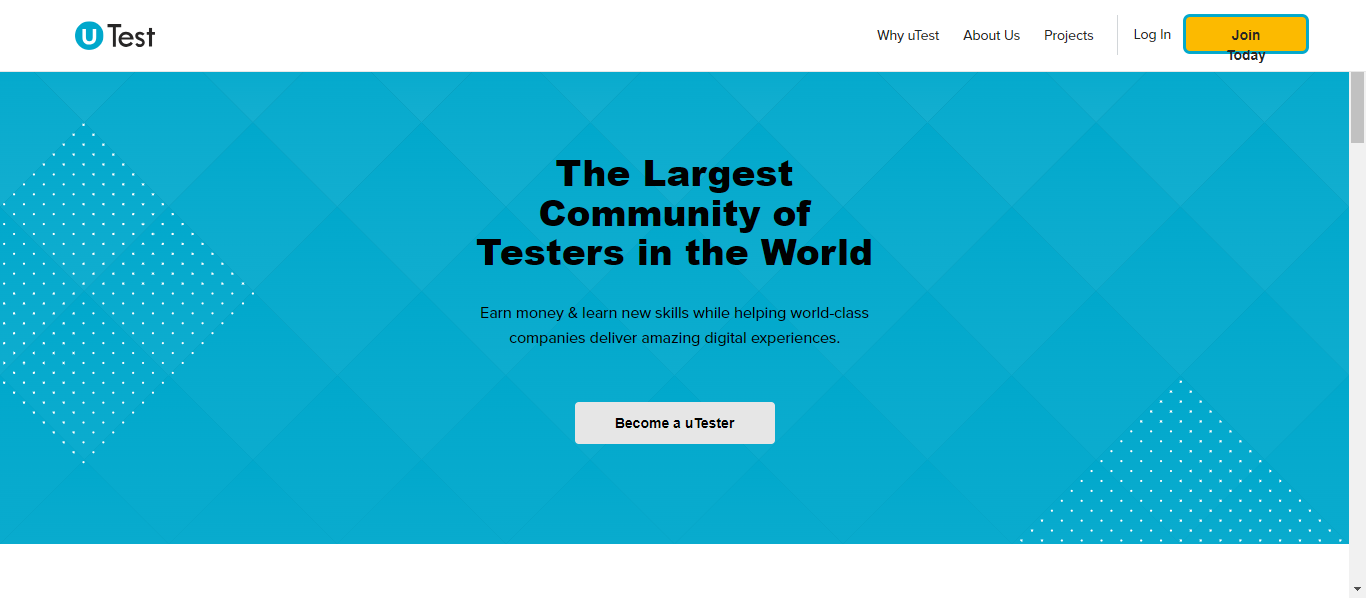 uTest
Why uTest
About Us
Projects
Log In
Join
Today
The Largest
Community of
Testers in the World
Earn money & learn new skills while helping world-class
companies deliver amazing digital experiences.
Become a uTester